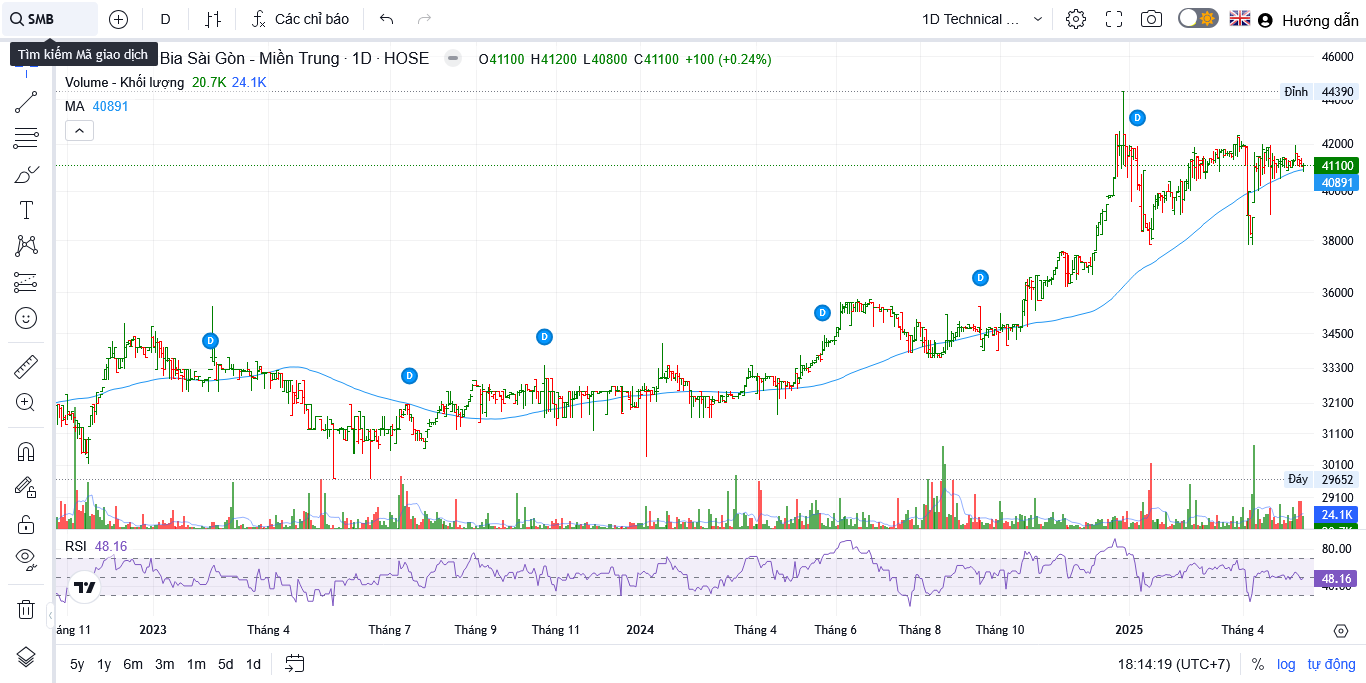 SMB
D
Các chỉ báo
1D Technical ...
Hướng dẫn
Tìm kiếm Mã giao dịch
Bia Sài Gòn - Miền Trung · 1D · HOSE
O41100 H41200 L40800 C41100 +100 (+0.24%)
Volume - Khối lượng 20.7K 24.1K
MA 40891
46000
Đỉnh 44390
44000
42000
41100
40891
40000
38000
36000
34500
33300
32100
31100
30100
Đáy 29652
29100
24.1K
D
D
D
D
D
D
RSI 48.16
80.00
48.16
40.00
áng 11
2023
Tháng 4
Tháng 7
Tháng 9
Tháng 11
2024
Tháng 4
Tháng 6
Tháng 8
Tháng 10
2025
Tháng 4
5y 1y 6m 3m 1m 5d 1d
18:14:19 (UTC+7)
% log tự động